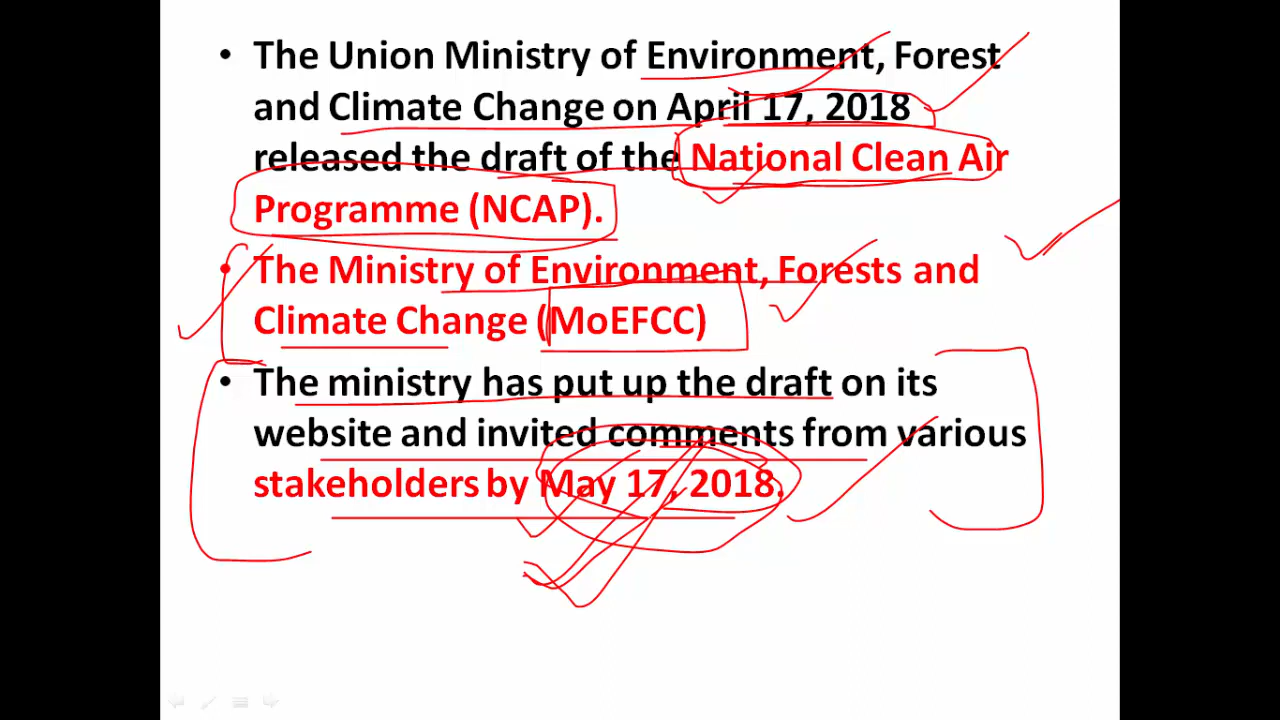 • The Union Ministry of Environment, Forest
and Climate Change on April 17, 2018
released the draft of the National Clean Air
Programme (NCAP).
• The Ministry of Environment, Forests and
Climate Change (MoEFCC)
• The ministry has put up the draft on its
website and invited comments from various
stakeholders by May 17, 2018.